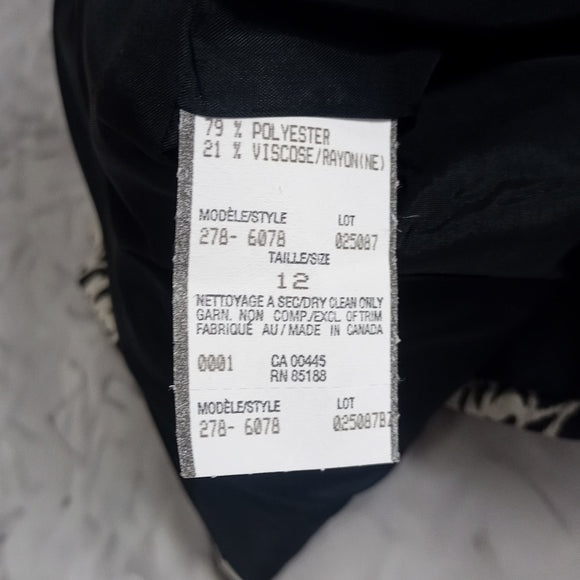 79 % POLYESTER
21 % VISCOSE/RAYON(NE)
MODÈLE/STYLE LOT
278- 6078 025087
TAILLE/SIZE
12
NETTOYAGE A SEC/DRY CLEAN ONLY
GARN. NON COMP./EXCL. OF TRIM
FABRIQUÉ AU/MADE IN CANADA
0001 CA 00445
RN 85188
MODÈLE/STYLE LOT
278- 6078 025087BZ